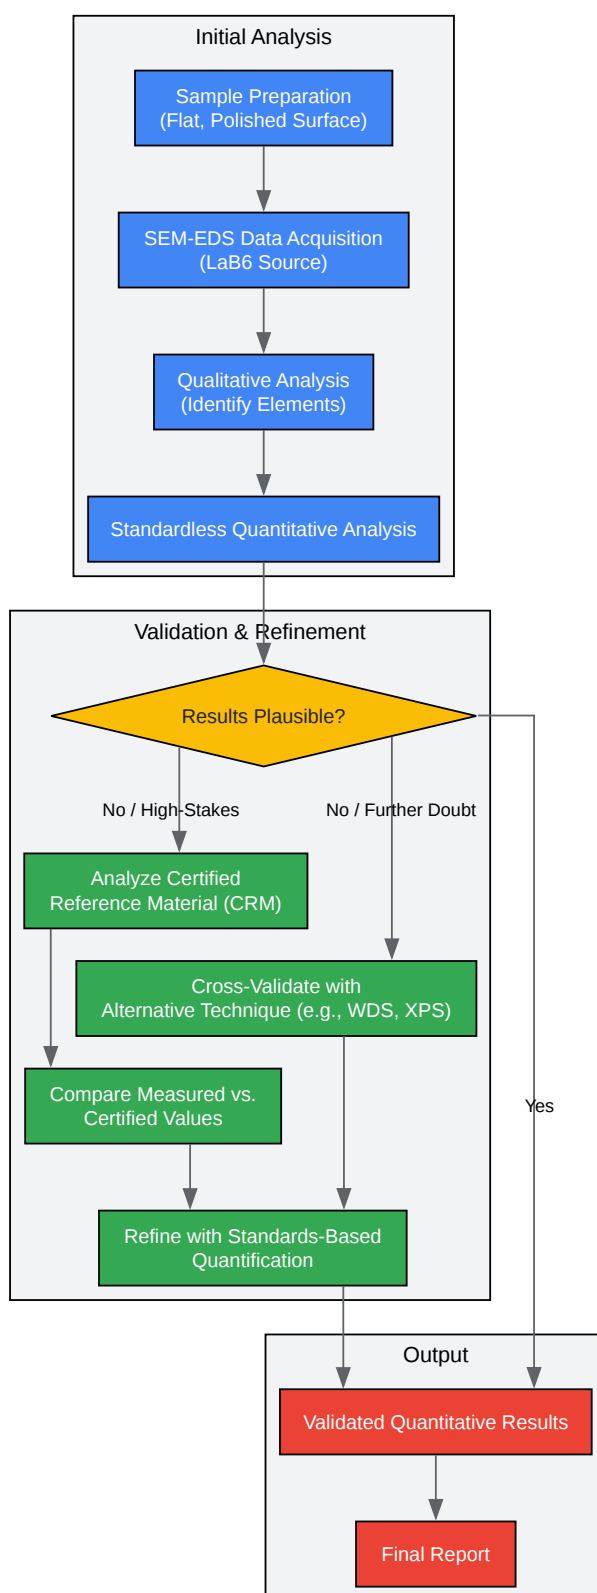 Initial Analysis
Sample Preparation
(Flat, Polished Surface)
SEM-EDS Data Acquisition
(LaB6 Source)
Qualitative Analysis
(Identify Elements)
Standardless Quantitative Analysis
Validation & Refinement
Results Plausible?
No / High-Stakes
No / Further Doubt
Analyze Certified
Reference Material (CRM)
Cross-Validate with
Alternative Technique (e.g., WDS, XPS)
Compare Measured vs.
Certified Values
Yes
Refine with Standards-Based
Quantification
Output
Validated Quantitative Results
Final Report